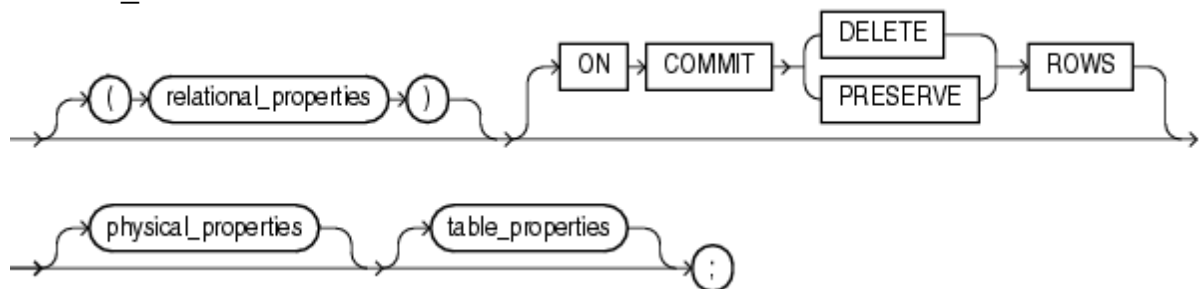 ( relational_properties ) ON COMMIT DELETE ROWS
PRESERVE
physical_properties table_properties ;